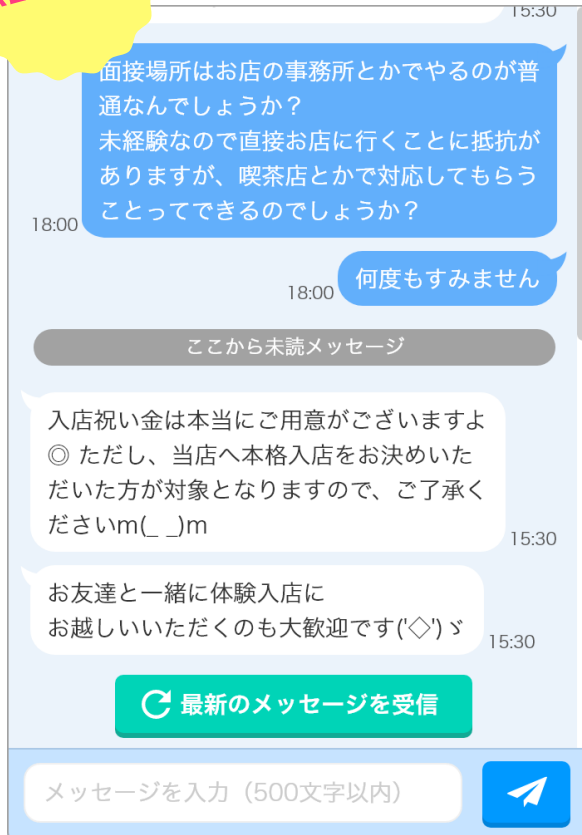 15:30
面接場所はお店の事務所とかでやるのが普
通なんでしょうか?
未経験なので直接お店に行くことに抵抗が
ありますが、喫茶店とかで対応してもらう
ことってできるのでしょうか?
18:00
何度もすみません
18:00
ここから未読メッセージ
入店祝い金は本当にご用意がございますよ
◎ ただし、当店へ本格入店をお決めいた
だいた方が対象となりますので、ご了承く
ださいm(_ _)m
15:30
お友達と一緒に体験入店に
お越しいいただくのも大歓迎です('◇')ゞ
15:30
最新のメッセージを受信
メッセージを入力(500文字以内)